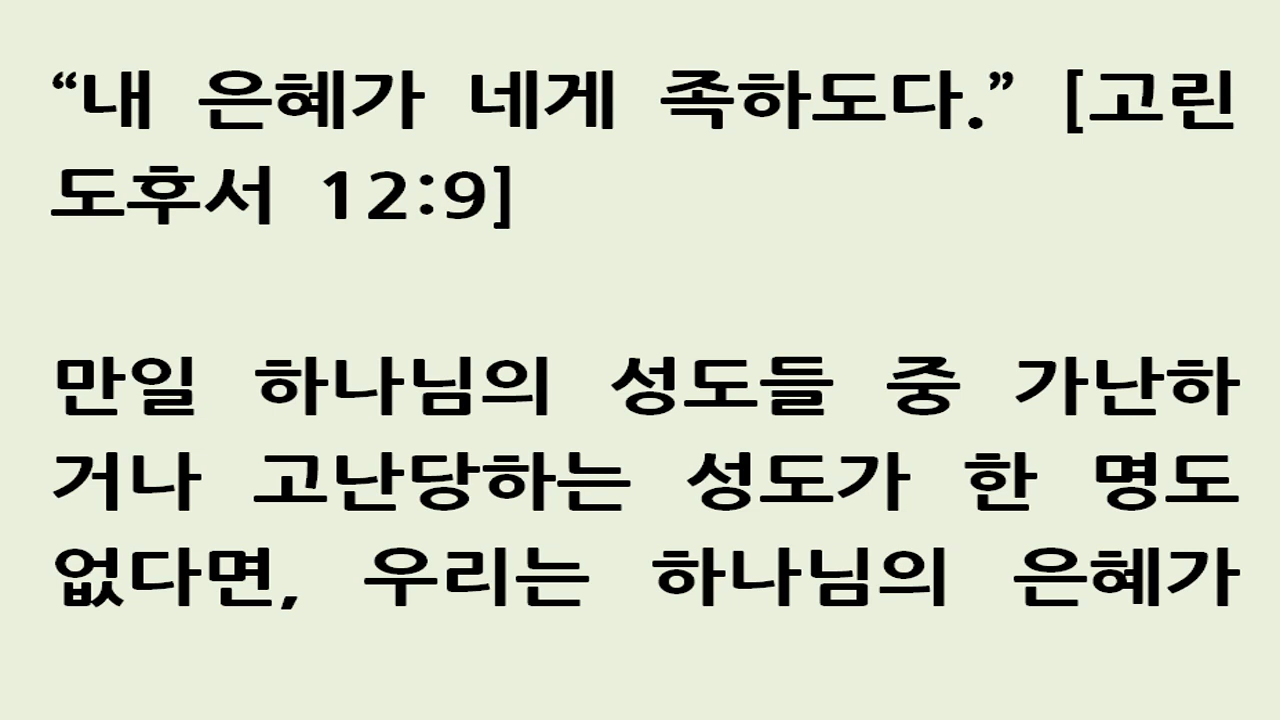 “내 은혜가 네게 족하도다.” [고린
도후서 12:9]
만일 하나님의 성도들 중 가난하
거나 고난당하는 성도가 한 명도
없다면, 우리는 하나님의 은혜가